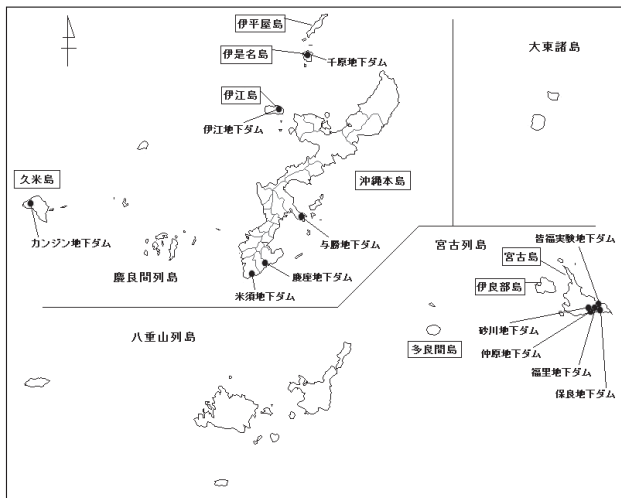 伊平屋島
伊是名島
千原地下ダム
大東諸島
伊江島
伊江地下ダム
久米島
沖縄本島
カンジン地下ダム
与勝地下ダム
慶良間列島
慶座地下ダム
米須地下ダム
宮古列島
皆福実験地下ダム
宮古島
伊良部島
八重山列島
多良間島
砂川地下ダム
仲原地下ダム
福里地下ダム
保良地下ダム